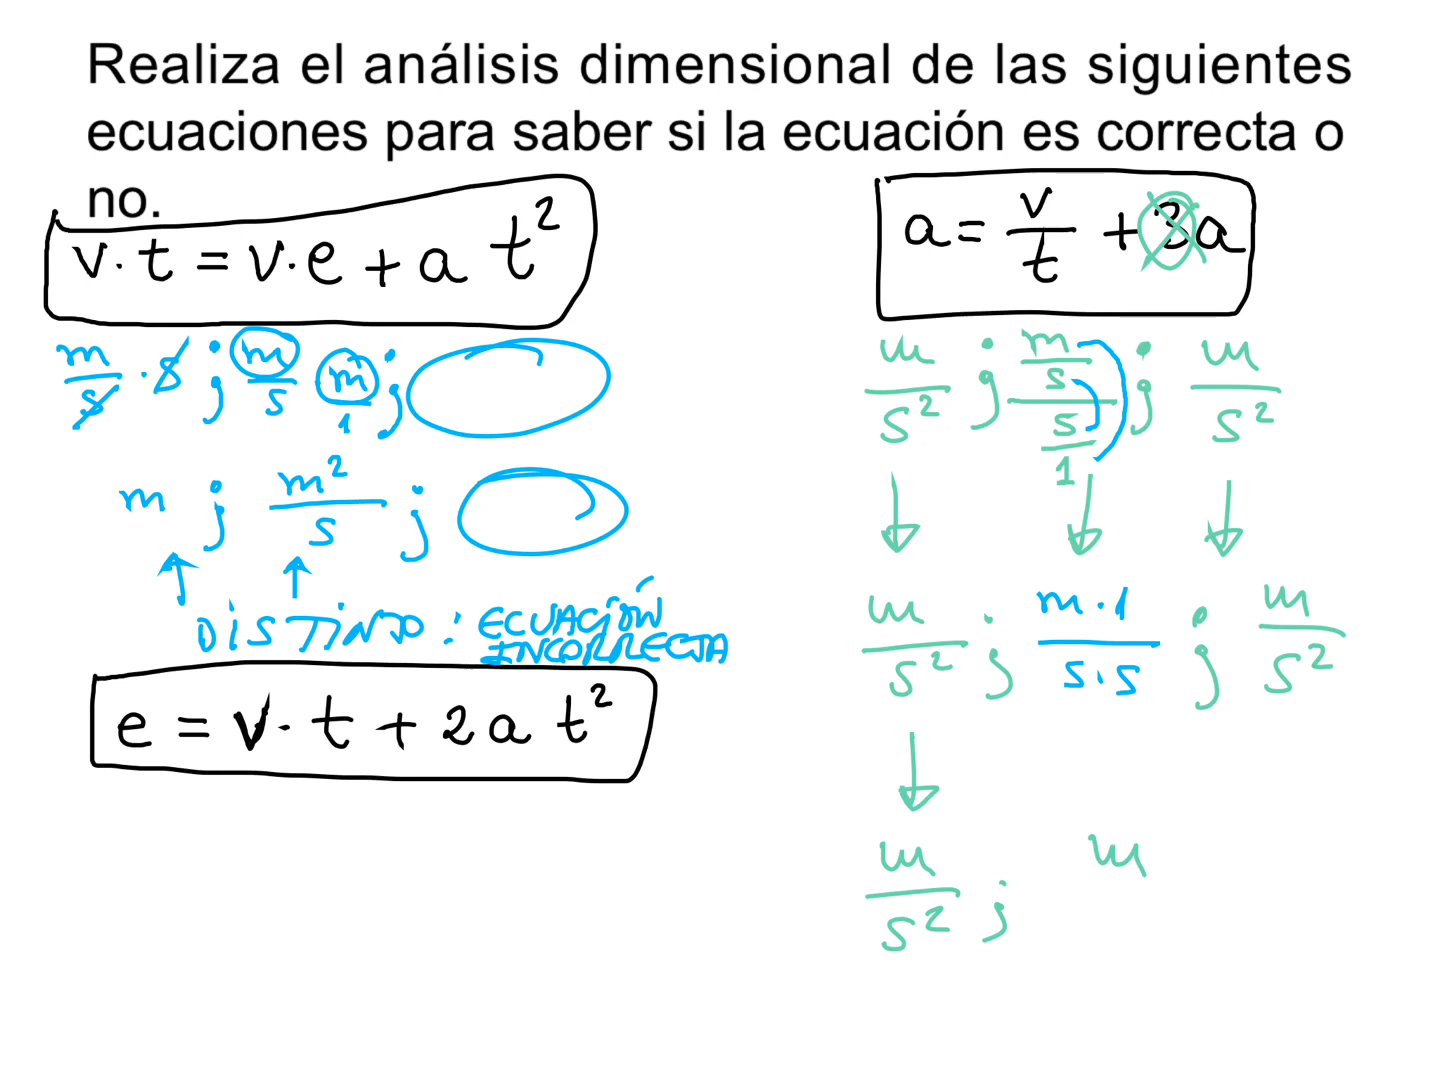 Realiza el análisis dimensional de las siguientes
ecuaciones para saber si la ecuación es correcta o
no.
v · t = v · e + a t²
m/s · s ; m/s m/1 ;
m ; m²/s ;
DISTINTO : ECUACIÓN
INCORRECTA
e = v · t + 2 a t²
a = v/t + 3a
m/s² ; m/s / s/1 ; m/s²
m/s² ; m·1/s·s ; m/s²
m/s² ; m